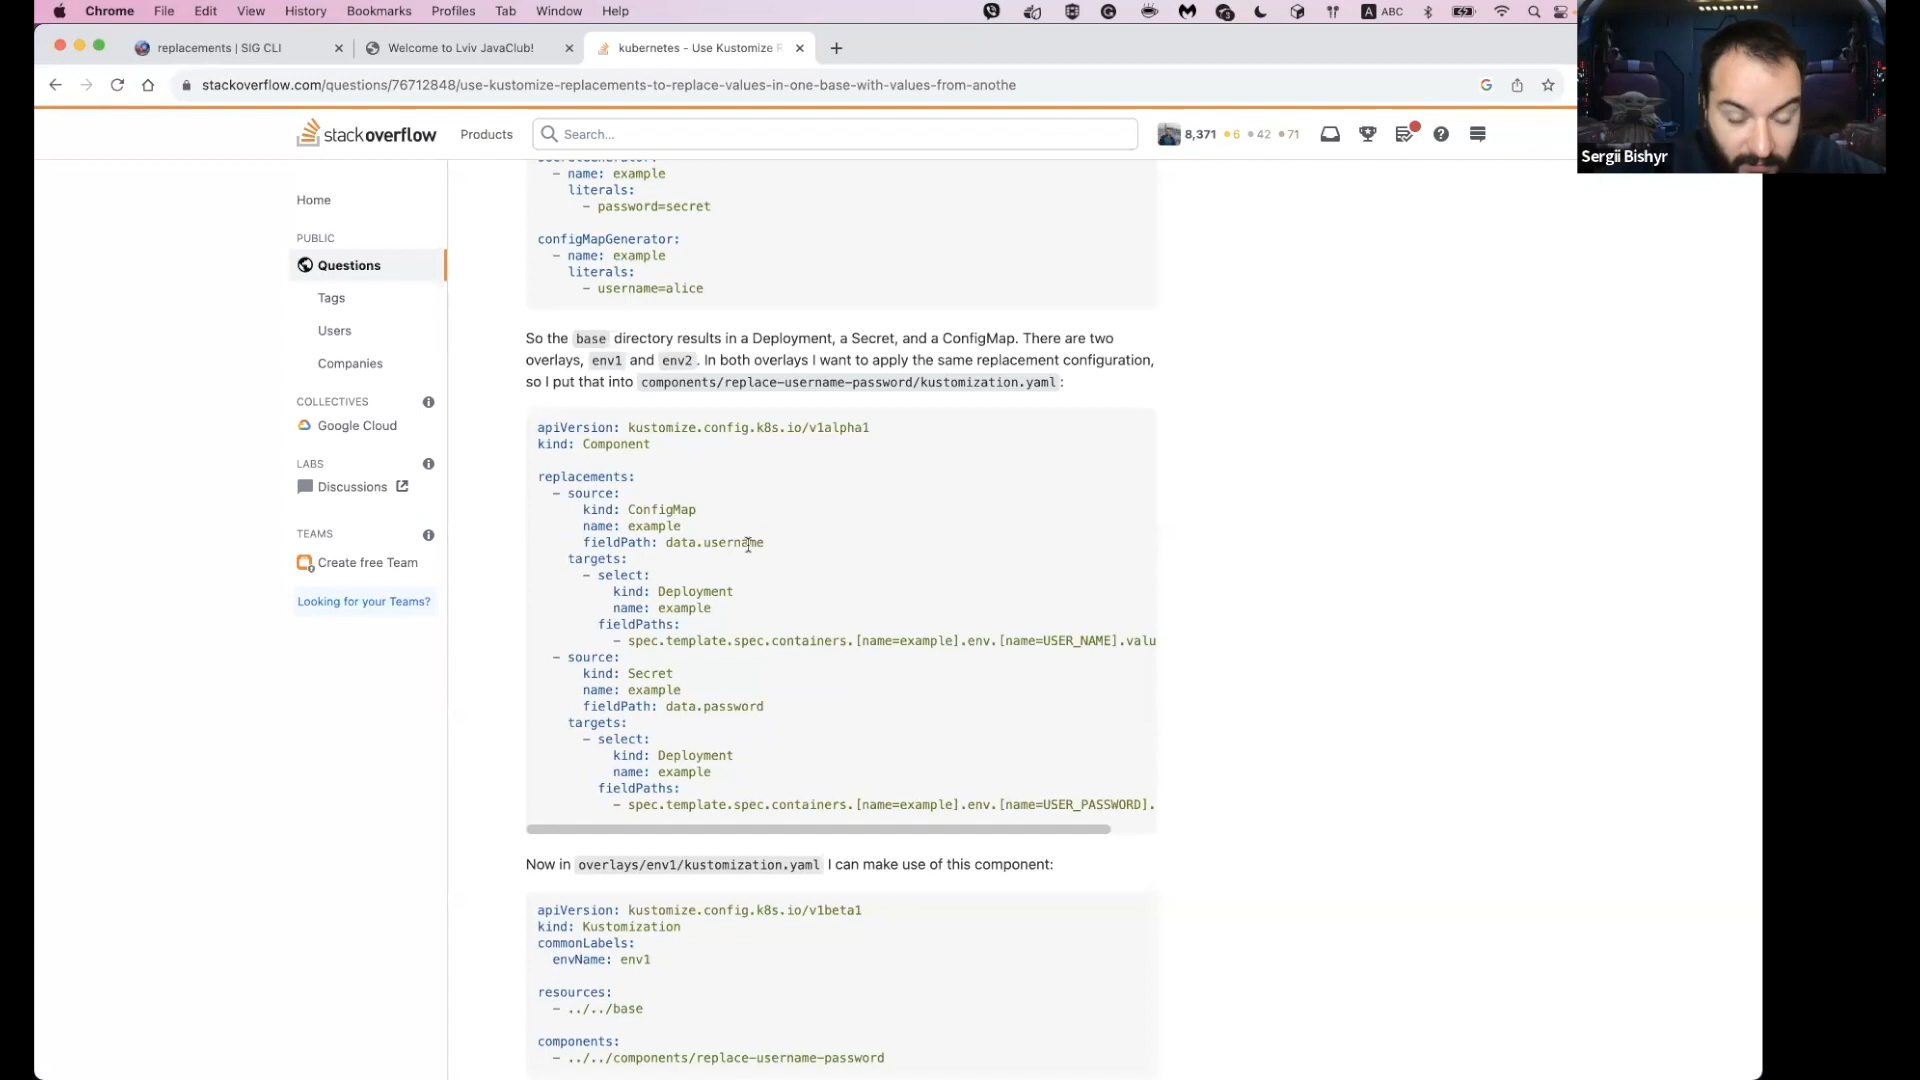 Chrome File Edit View History Bookmarks Profiles Tab Window Help
A ABC
replacements | SIG CLI
Welcome to Lviv JavaClub!
kubernetes - Use Kustomize R
stackoverflow.com/questions/76712848/use-kustomize-replacements-to-replace-values-in-one-base-with-values-from-anothe
stackoverflow
Products
Search...
8,371 6 42 71
Sergii Bishyr
Home
PUBLIC
Questions
Tags
Users
Companies
COLLECTIVES
Google Cloud
LABS
Discussions
TEAMS
Create free Team
Looking for your Teams?
- name: example
literals:
- password=secret
configMapGenerator:
- name: example
literals:
- username=alice
So the base directory results in a Deployment, a Secret, and a ConfigMap. There are two
overlays, env1 and env2. In both overlays I want to apply the same replacement configuration,
so I put that into components/replace-username-password/kustomization.yaml:
apiVersion: kustomize.config.k8s.io/v1alpha1
kind: Component
replacements:
- source:
kind: ConfigMap
name: example
fieldPath: data.username
targets:
- select:
kind: Deployment
name: example
fieldPaths:
- spec.template.spec.containers.[name=example].env.[name=USER_NAME].valu
- source:
kind: Secret
name: example
fieldPath: data.password
targets:
- select:
kind: Deployment
name: example
fieldPaths:
- spec.template.spec.containers.[name=example].env.[name=USER_PASSWORD].
Now in overlays/env1/kustomization.yaml I can make use of this component:
apiVersion: kustomize.config.k8s.io/v1beta1
kind: Kustomization
commonLabels:
envName: env1
resources:
- ../../base
components:
- ../../components/replace-username-password